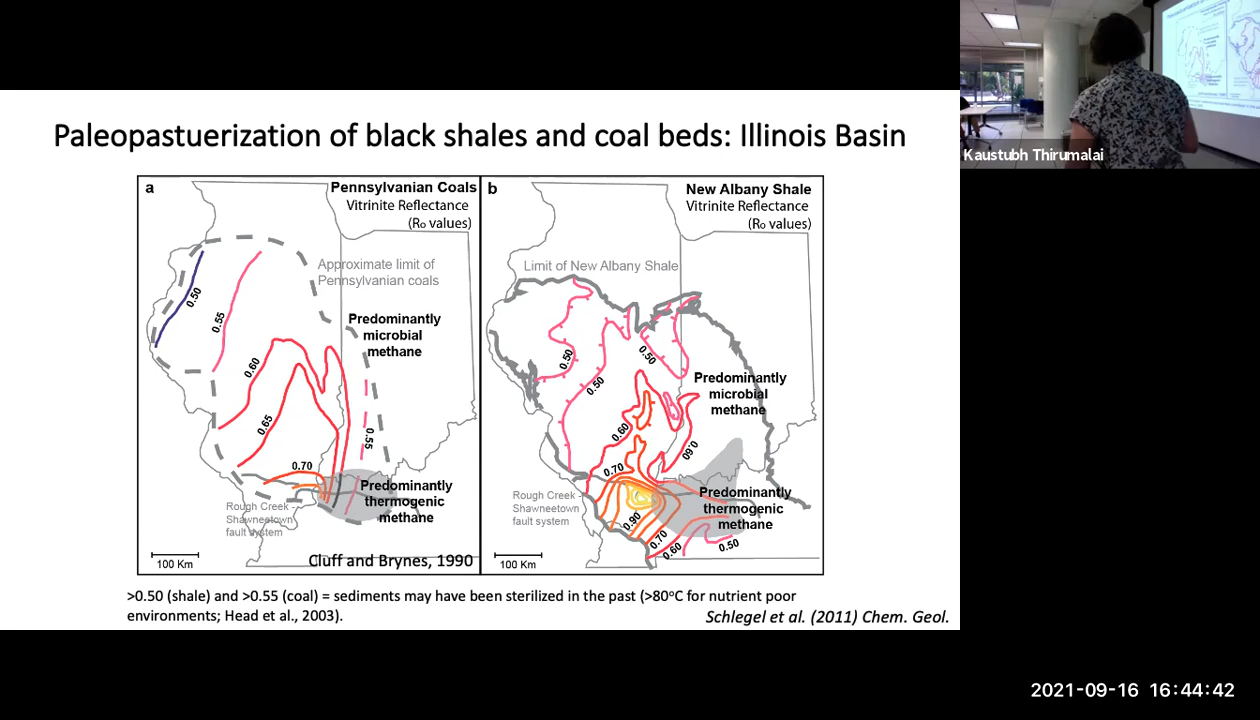 Paleopastuerization of black shales and coal beds: Illinois Basin
a
Pennsylvanian Coals
Vitrinite Reflectance
(Ro values)
Approximate limit of
Pennsylvanian coals
Predominantly
microbial
methane
0.50
0.55
0.60
0.65
0.55
0.70
Predominantly
thermogenic
methane
Rough Creek -
Shawneetown
fault system
100 Km
Cluff and Brynes, 1990
b
New Albany Shale
Vitrinite Reflectance
(Ro values)
Limit of New Albany Shale
0.50
0.50
0.50
Predominantly
microbial
methane
0.60
0.60
0.70
Rough Creek -
Shawneetown
fault system
Predominantly
thermogenic
methane
0.90
0.70
0.60
0.50
100 Km
>0.50 (shale) and >0.55 (coal) = sediments may have been sterilized in the past (>80°C for nutrient poor
environments; Head et al., 2003).
Schlegel et al. (2011) Chem. Geol.
Kaustubh Thirumalai
2021-09-16 16:44:42